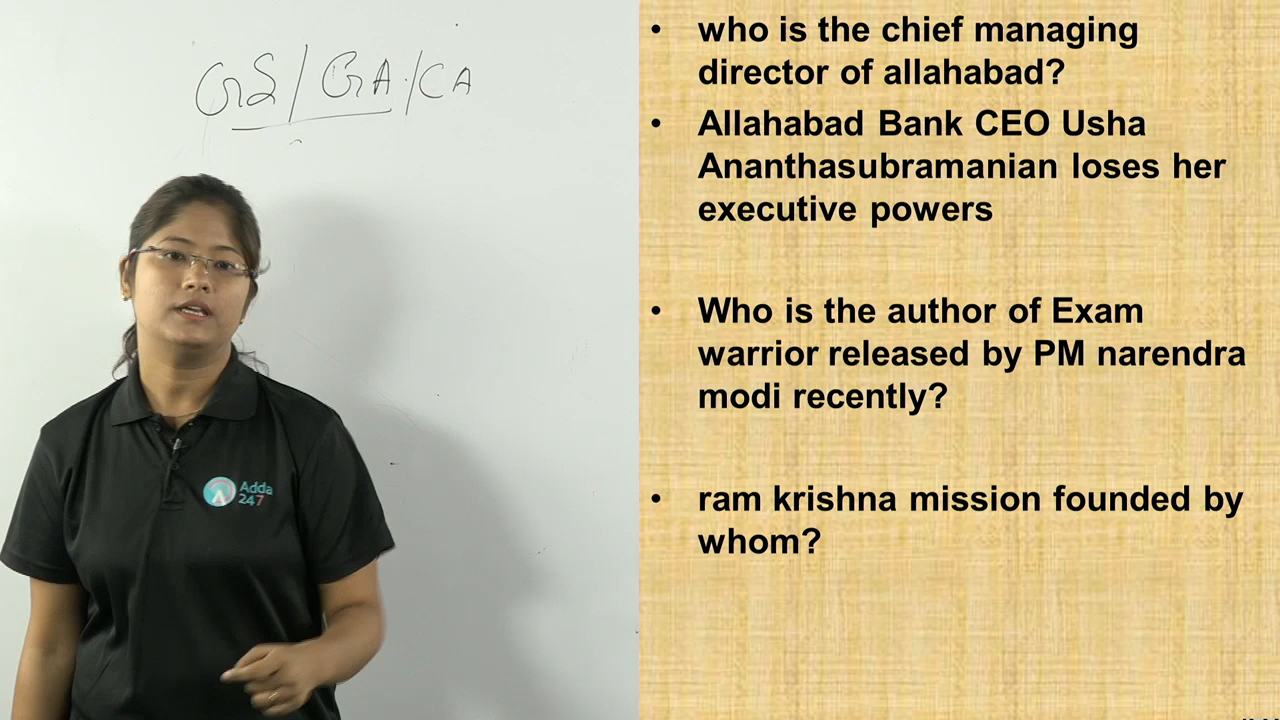 GS / GA / CA
who is the chief managing
director of allahabad?
Allahabad Bank CEO Usha
Ananthasubramanian loses her
executive powers
Who is the author of Exam
warrior released by PM narendra
modi recently?
ram krishna mission founded by
whom?
Adda
247